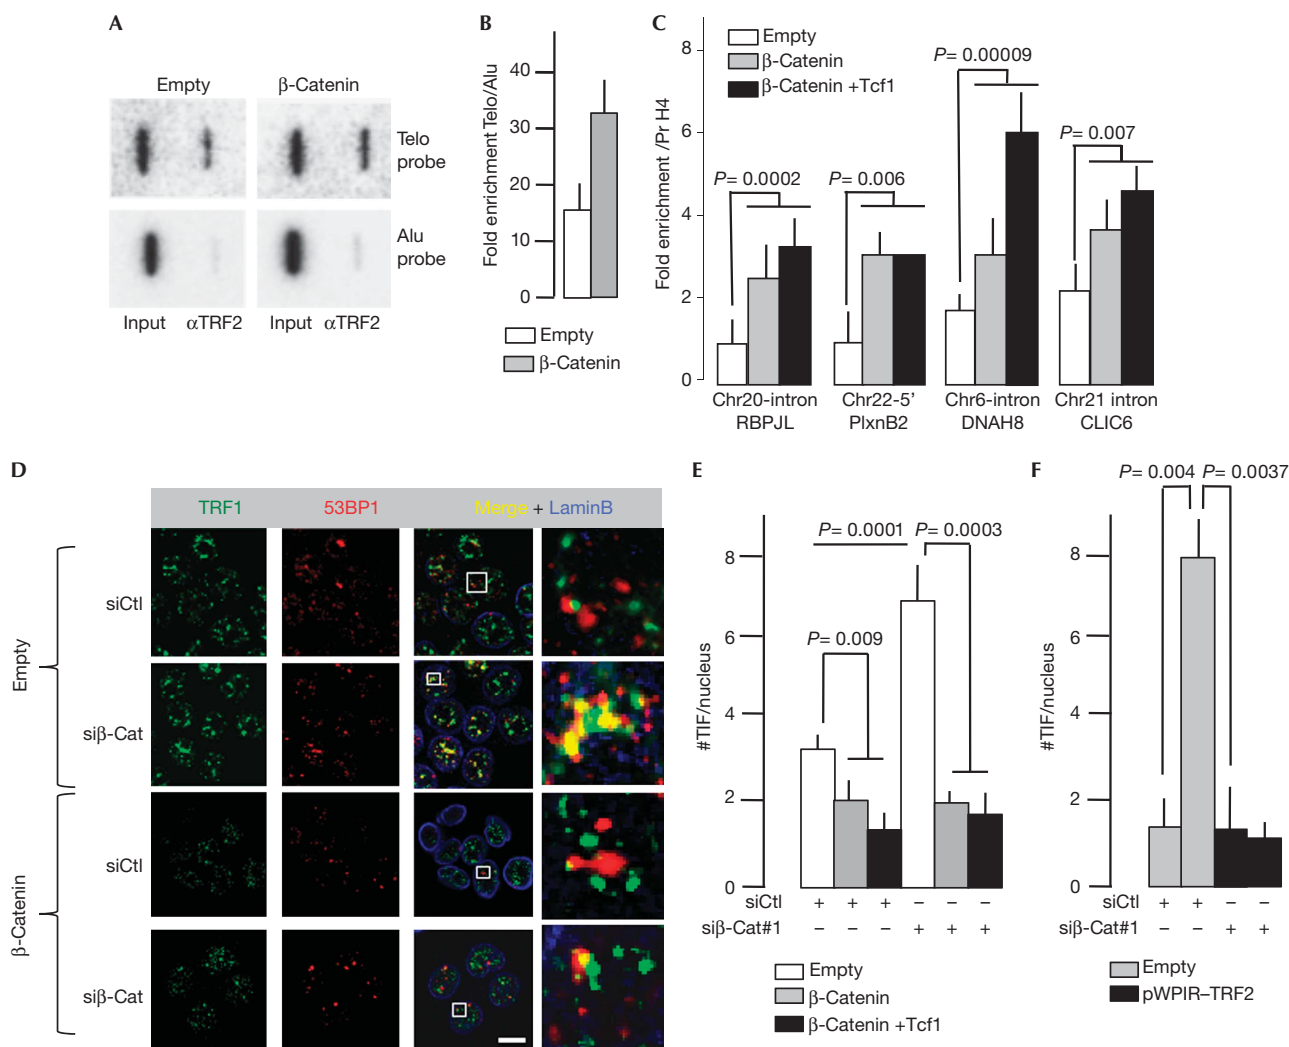 A
Empty
β-Catenin
Telo
probe
Alu
probe
Input
αTRF2
Input
αTRF2
B
Fold enrichment Telo/Alu
40
30
20
10
0
Empty
β-Catenin
C
Fold enrichment /Pr H4
8
6
4
2
0
Empty
β-Catenin
β-Catenin +Tcf1
P= 0.0002
P= 0.006
P= 0.00009
P= 0.007
Chr20-intron
RBPJL
Chr22-5'
PlxnB2
Chr6-intron
DNAH8
Chr21 intron
CLIC6
D
TRF1
53BP1
Merge + LaminB
Empty
siCtl
siβ-Cat
β-Catenin
siCtl
siβ-Cat
E
#TIF/nucleus
8
6
4
2
0
P= 0.0001
P= 0.0003
P= 0.009
siCtl + + + − − −
siβ-Cat#1 − − − + + +
Empty
β-Catenin
β-Catenin +Tcf1
F
#TIF/nucleus
8
6
4
2
0
P= 0.004
P= 0.0037
siCtl + + − −
siβ-Cat#1 − − + +
Empty
pWPIR–TRF2